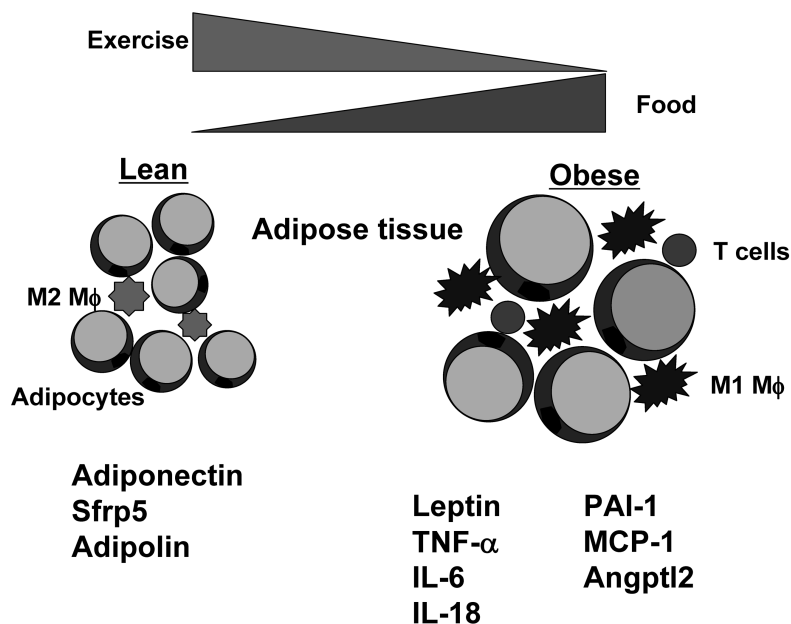 Exercise
Food
Lean
Obese
Adipose tissue
T cells
M2 Mϕ
M1 Mϕ
Adipocytes
Adiponectin
Sfrp5
Adipolin
Leptin
TNF-α
IL-6
IL-18
PAI-1
MCP-1
Angptl2